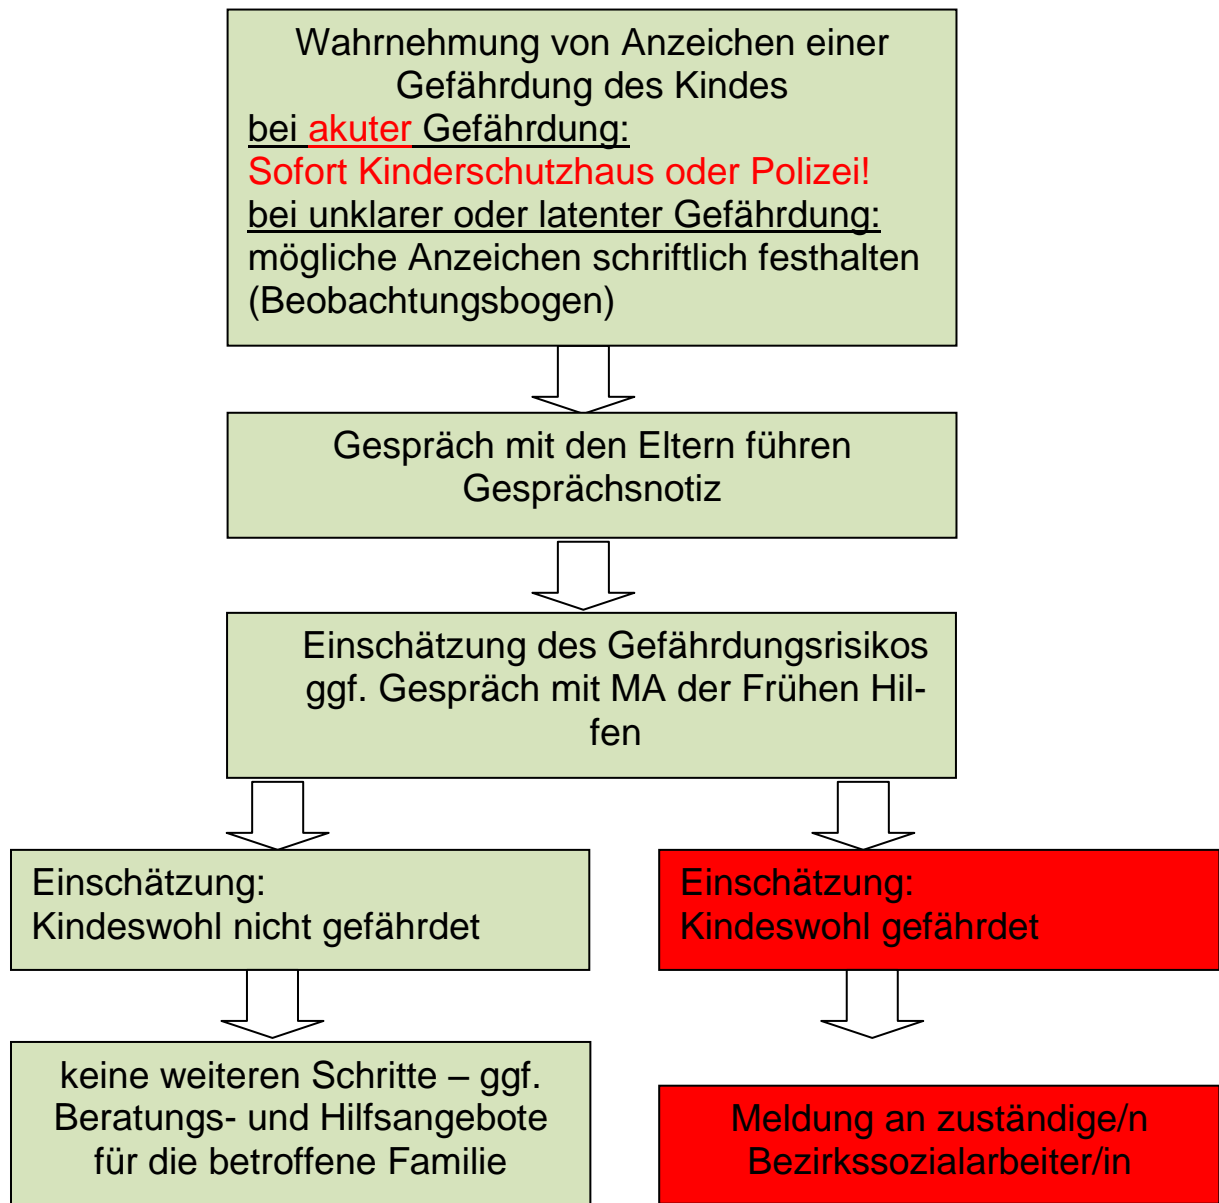 Wahrnehmung von Anzeichen einer
Gefährdung des Kindes
bei akuter Gefährdung:
Sofort Kinderschutzhaus oder Polizei!
bei unklarer oder latenter Gefährdung:
mögliche Anzeichen schriftlich festhalten
(Beobachtungsbogen)
Gespräch mit den Eltern führen
Gesprächsnotiz
Einschätzung des Gefährdungsrisikos
ggf. Gespräch mit MA der Frühen Hil-
fen
Einschätzung:
Kindeswohl nicht gefährdet
Einschätzung:
Kindeswohl gefährdet
keine weiteren Schritte – ggf.
Beratungs- und Hilfsangebote
für die betroffene Familie
Meldung an zuständige/n
Bezirkssozialarbeiter/in